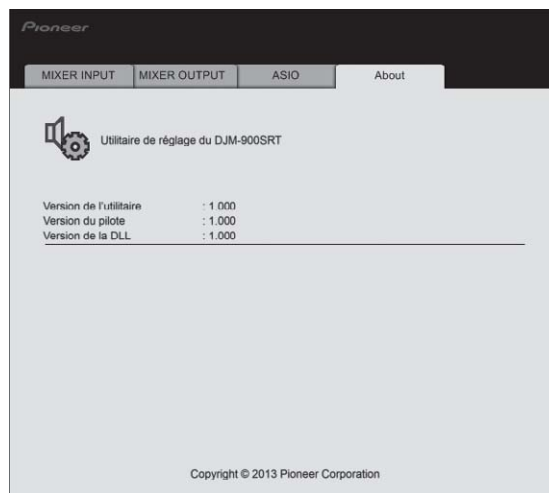 Pioneer
MIXER INPUT MIXER OUTPUT ASIO About
Utilitaire de réglage du DJM-900SRT
Version de l'utilitaire : 1.000
Version du pilote : 1.000
Version de la DLL : 1.000
Copyright © 2013 Pioneer Corporation